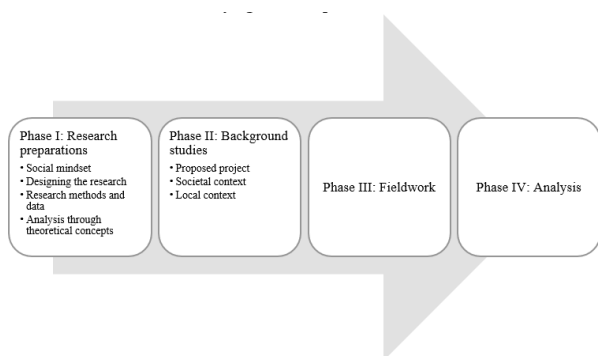 Phase I: Research
preparations
• Social mindset
• Designing the research
• Research methods and
data
• Analysis through
theoretical concepts
Phase II: Background
studies
• Proposed project
• Societal context
• Local context
Phase III: Fieldwork
Phase IV: Analysis